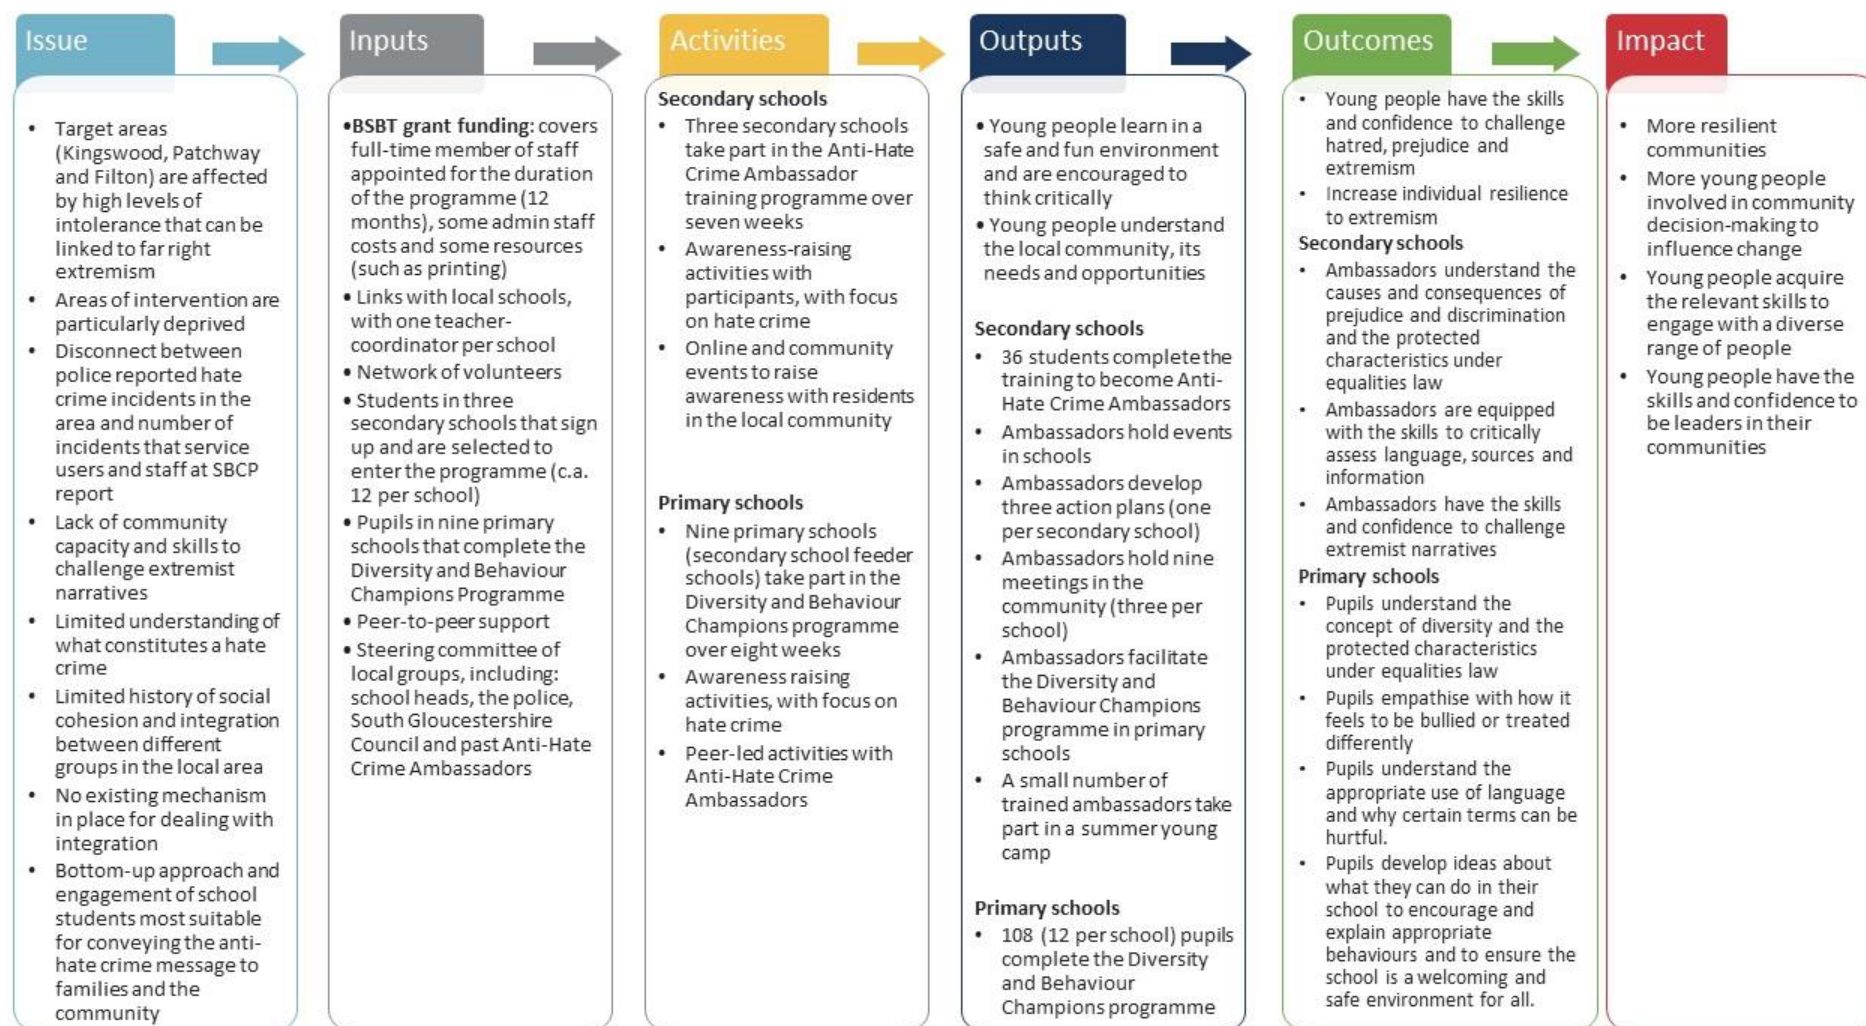 Issue
Target areas
(Kingswood, Patchway
and Filton) are affected
by high levels of
intolerance that can be
linked to far right
extremism
• Areas of intervention are
particularly deprived
• Disconnect between
police reported hate
crime incidents in the
area and number of
incidents that service
users and staff at SBCP
report
• Lack of community
capacity and skills to
challenge extremist
narratives
• Limited understanding of
what constitutes a hate
crime
• Limited history of social
cohesion and integration
between different
groups in the local area
• No existing mechanism
in place for dealing with
integration
• Bottom-up approach and
engagement of school
students most suitable
for conveying the anti-
hate crime message to
families and the
community
Inputs
•BSBT grant funding: covers
full-time member of staff
appointed for the duration
of the programme (12
months), some admin staff
costs and some resources
(such as printing)
• Links with local schools,
with one teacher-
coordinator per school
• Network of volunteers
• Students in three
secondary schools that sign
up and are selected to
enter the programme (c.a.
12 per school)
• Pupils in nine primary
schools that complete the
Diversity and Behaviour
Champions Programme
• Peer-to-peer support
• Steering committee of
local groups, including:
school heads, the police,
South Gloucestershire
Council and past Anti-Hate
Crime Ambassadors
Activities
Secondary schools
• Three secondary schools
take part in the Anti-Hate
Crime Ambassador
training programme over
seven weeks
• Awareness-raising
activities with
participants, with focus
on hate crime
• Online and community
events to raise
awareness with residents
in the local community
Primary schools
• Nine primary schools
(secondary school feeder
schools) take part in the
Diversity and Behaviour
Champions programme
over eight weeks
• Awareness raising
activities, with focus on
hate crime
• Peer-led activities with
Anti-Hate Crime
Ambassadors
Outputs
• Young people learn in a
safe and fun environment
and are encouraged to
think critically
• Young people understand
the local community, its
needs and opportunities
Secondary schools
• 36 students complete the
training to become Anti-
Hate Crime Ambassadors
• Ambassadors hold events
in schools
• Ambassadors develop
three action plans (one
per secondary school)
• Ambassadors hold nine
meetings in the
community (three per
school)
• Ambassadors facilitate
the Diversity and
Behaviour Champions
programme in primary
schools
• A small number of
trained ambassadors take
part in a summer young
camp
Primary schools
• 108 (12 per school) pupils
complete the Diversity
and Behaviour
Champions programme
Outcomes
• Young people have the skills
and confidence to challenge
hatred, prejudice and
extremism
• Increase individual resilience
to extremism
Secondary schools
• Ambassadors understand the
causes and consequences of
prejudice and discrimination
and the protected
characteristics under
equalities law
• Ambassadors are equipped
with the skills to critically
assess language, sources and
information
• Ambassadors have the skills
and confidence to challenge
extremist narratives
Primary schools
• Pupils understand the
concept of diversity and the
protected characteristics
under equalities law
• Pupils empathise with how it
feels to be bullied or treated
differently
• Pupils understand the
appropriate use of language
and why certain terms can be
hurtful.
• Pupils develop ideas about
what they can do in their
school to encourage and
explain appropriate
behaviours and to ensure the
school is a welcoming and
safe environment for all.
Impact
• More resilient
communities
• More young people
involved in community
decision-making to
influence change
• Young people acquire
the relevant skills to
engage with a diverse
range of people
• Young people have the
skills and confidence to
be leaders in their
communities